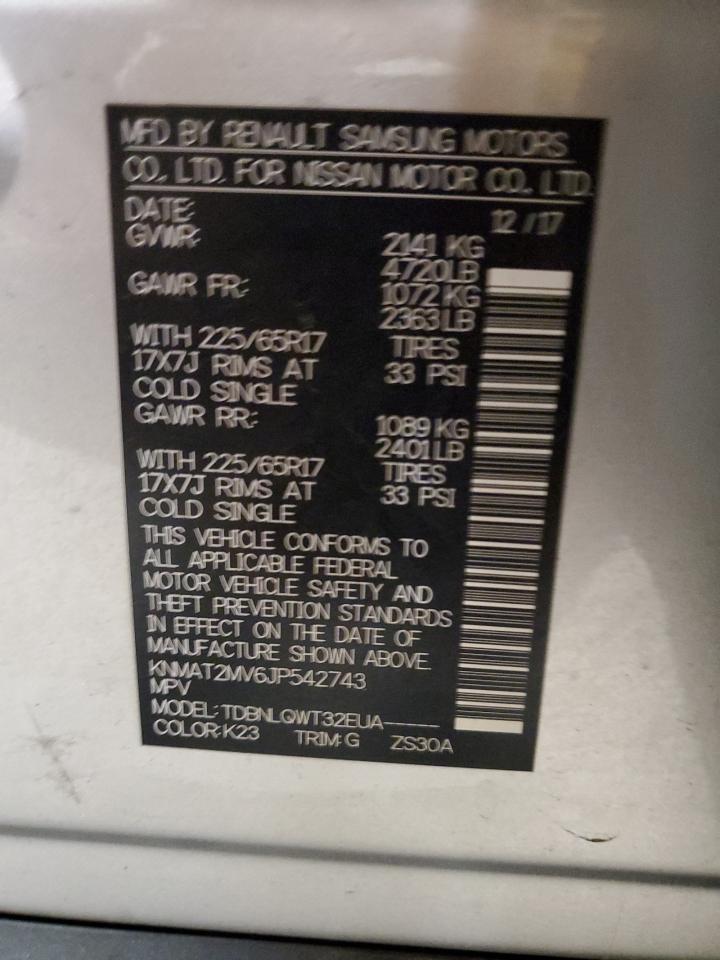 MFD BY RENAULT SAMSUNG MOTORS
CO., LTD. FOR NISSAN MOTOR CO., LTD.
DATE: 12 /17
GVWR: 2141 KG
4720LB
GAWR FR: 1072 KG
2363LB
WITH 225/65R17 TIRES
17X7J RIMS AT 33 PSI
COLD SINGLE
GAWR RR: 1089 KG
2401LB
WITH 225/65R17 TIRES
17X7J RIMS AT 33 PSI
COLD SINGLE
THIS VEHICLE CONFORMS TO
ALL APPLICABLE FEDERAL
MOTOR VEHICLE SAFETY AND
THEFT PREVENTION STANDARDS
IN EFFECT ON THE DATE OF
MANUFACTURE SHOWN ABOVE.
KNMAT2MV6JP542743
MPV
MODEL: TDBNLQWT32EUA-----
COLOR:K23 TRIM:G ZS30A